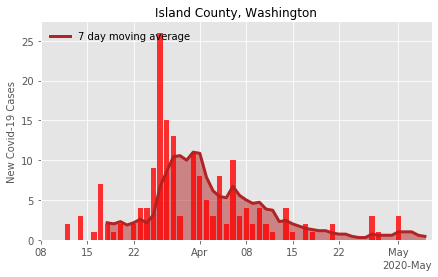 Island County, Washington
7 day moving average
New Covid-19 Cases
25
20
15
10
5
0
08
15
22
Apr
08
15
22
May
2020-May